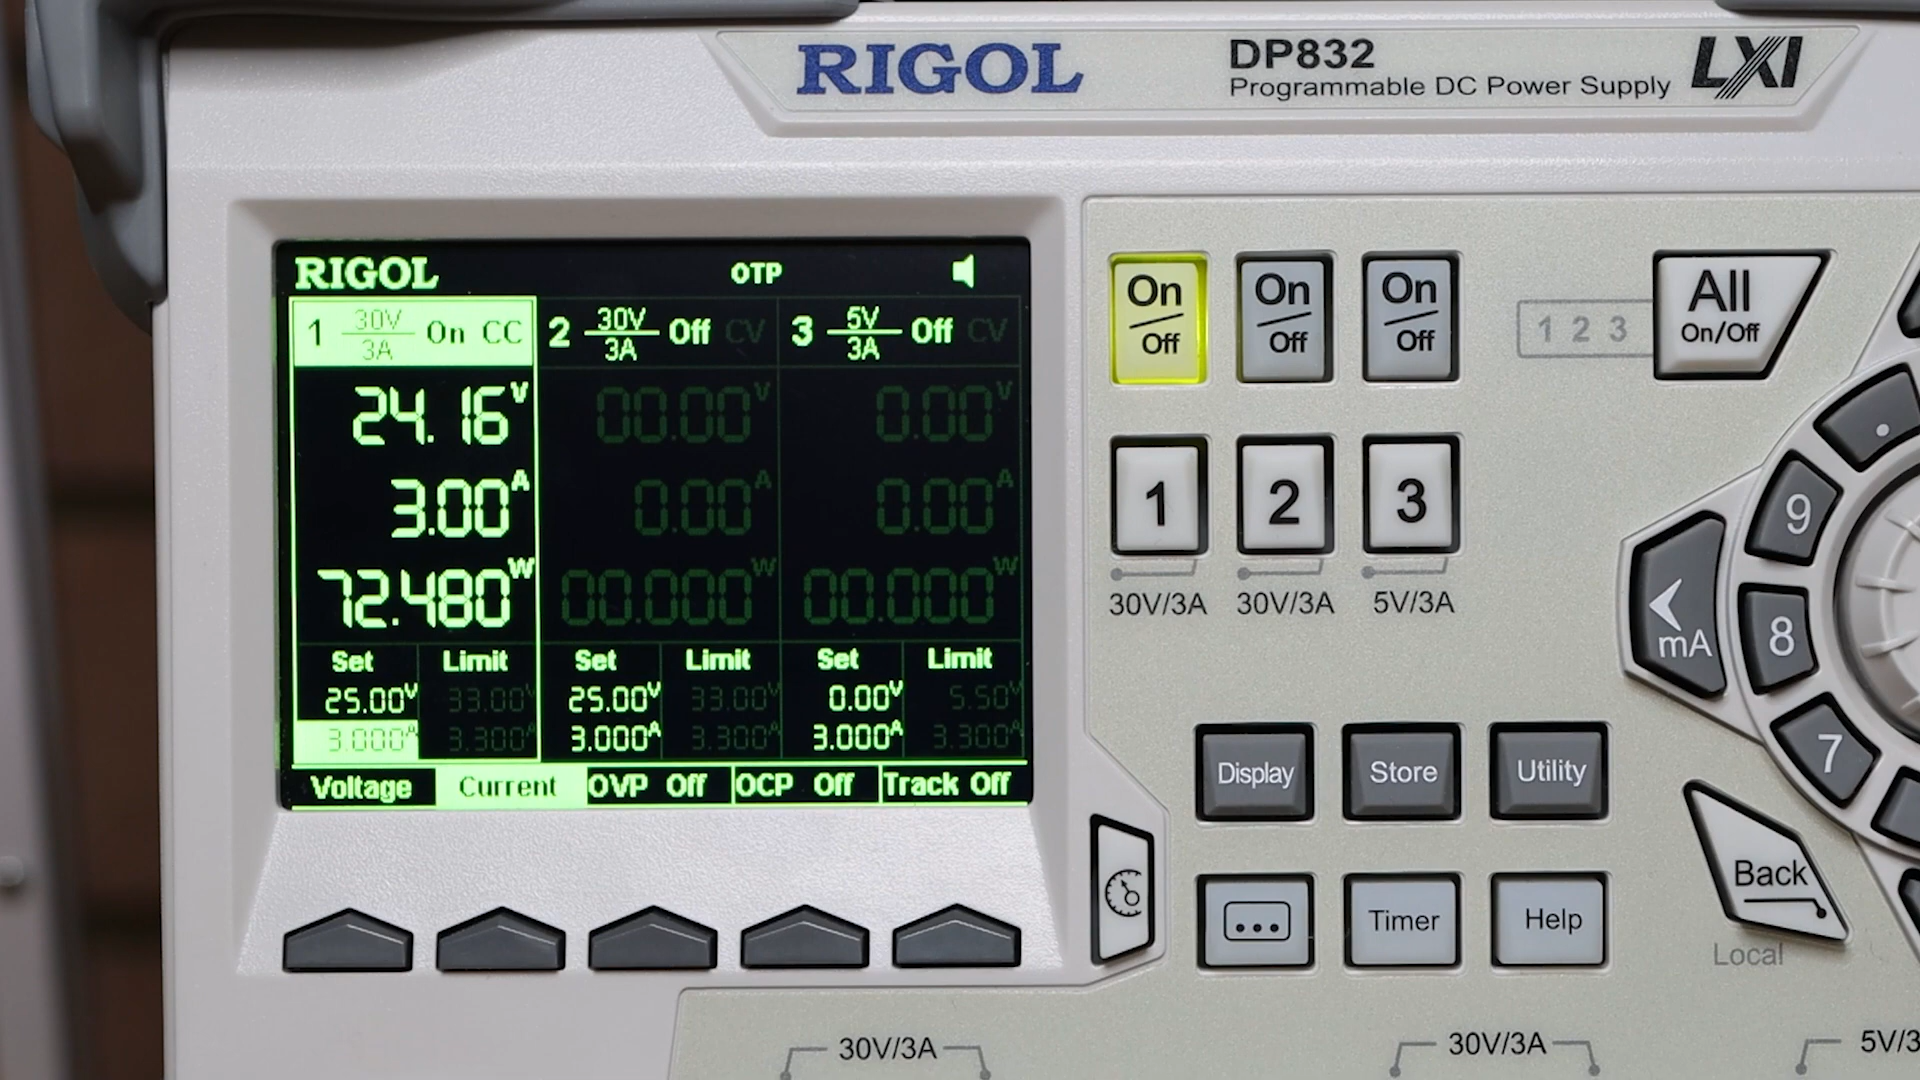 RIGOL
DP832
Programmable DC Power Supply
LXI
RIGOL OTP
1 30V/3A On CC
2 30V/3A Off CV
3 5V/3A Off CV
24.16V 00.00V 0.00V
3.00A 0.00A 0.00A
72.480W 00.000W 00.000W
Set Limit Set Limit Set Limit
25.00V 33.00V 25.00V 33.00V 0.00V 5.50V
3.000A 3.300A 3.000A 3.300A 3.000A 3.300A
Voltage Current OVP Off OCP Off Track Off
On/Off On/Off On/Off
1 2 3
All
On/Off
1 2 3
30V/3A 30V/3A 5V/3A
.
9
8
7
mA
Display Store Utility
... Timer Help
Back
Local
30V/3A 30V/3A 5V/3